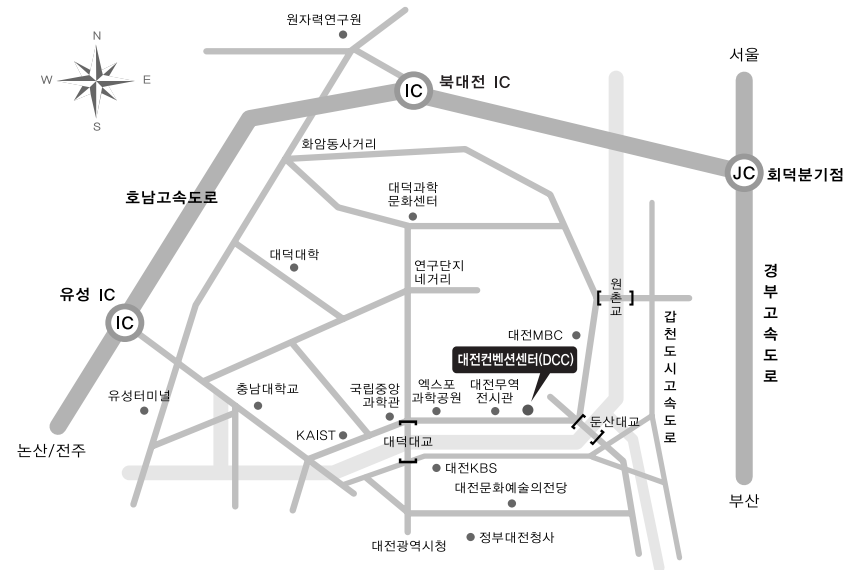 원자력연구원
N
W
E
S
북대전 IC
IC
서울
화암동사거리
JC
회덕분기점
호남고속도로
대덕과학
문화센터
대덕대학
연구단지
네거리
유성 IC
IC
원촌교
경부고속도로
갑천도시고속도로
대전MBC
대전컨벤션센터(DCC)
유성터미널
충남대학교
국립중앙
과학관
엑스포
과학공원
대전무역
전시관
둔산대교
KAIST
대덕대교
논산/전주
대전KBS
대전문화예술의전당
부산
대전광역시청
정부대전청사